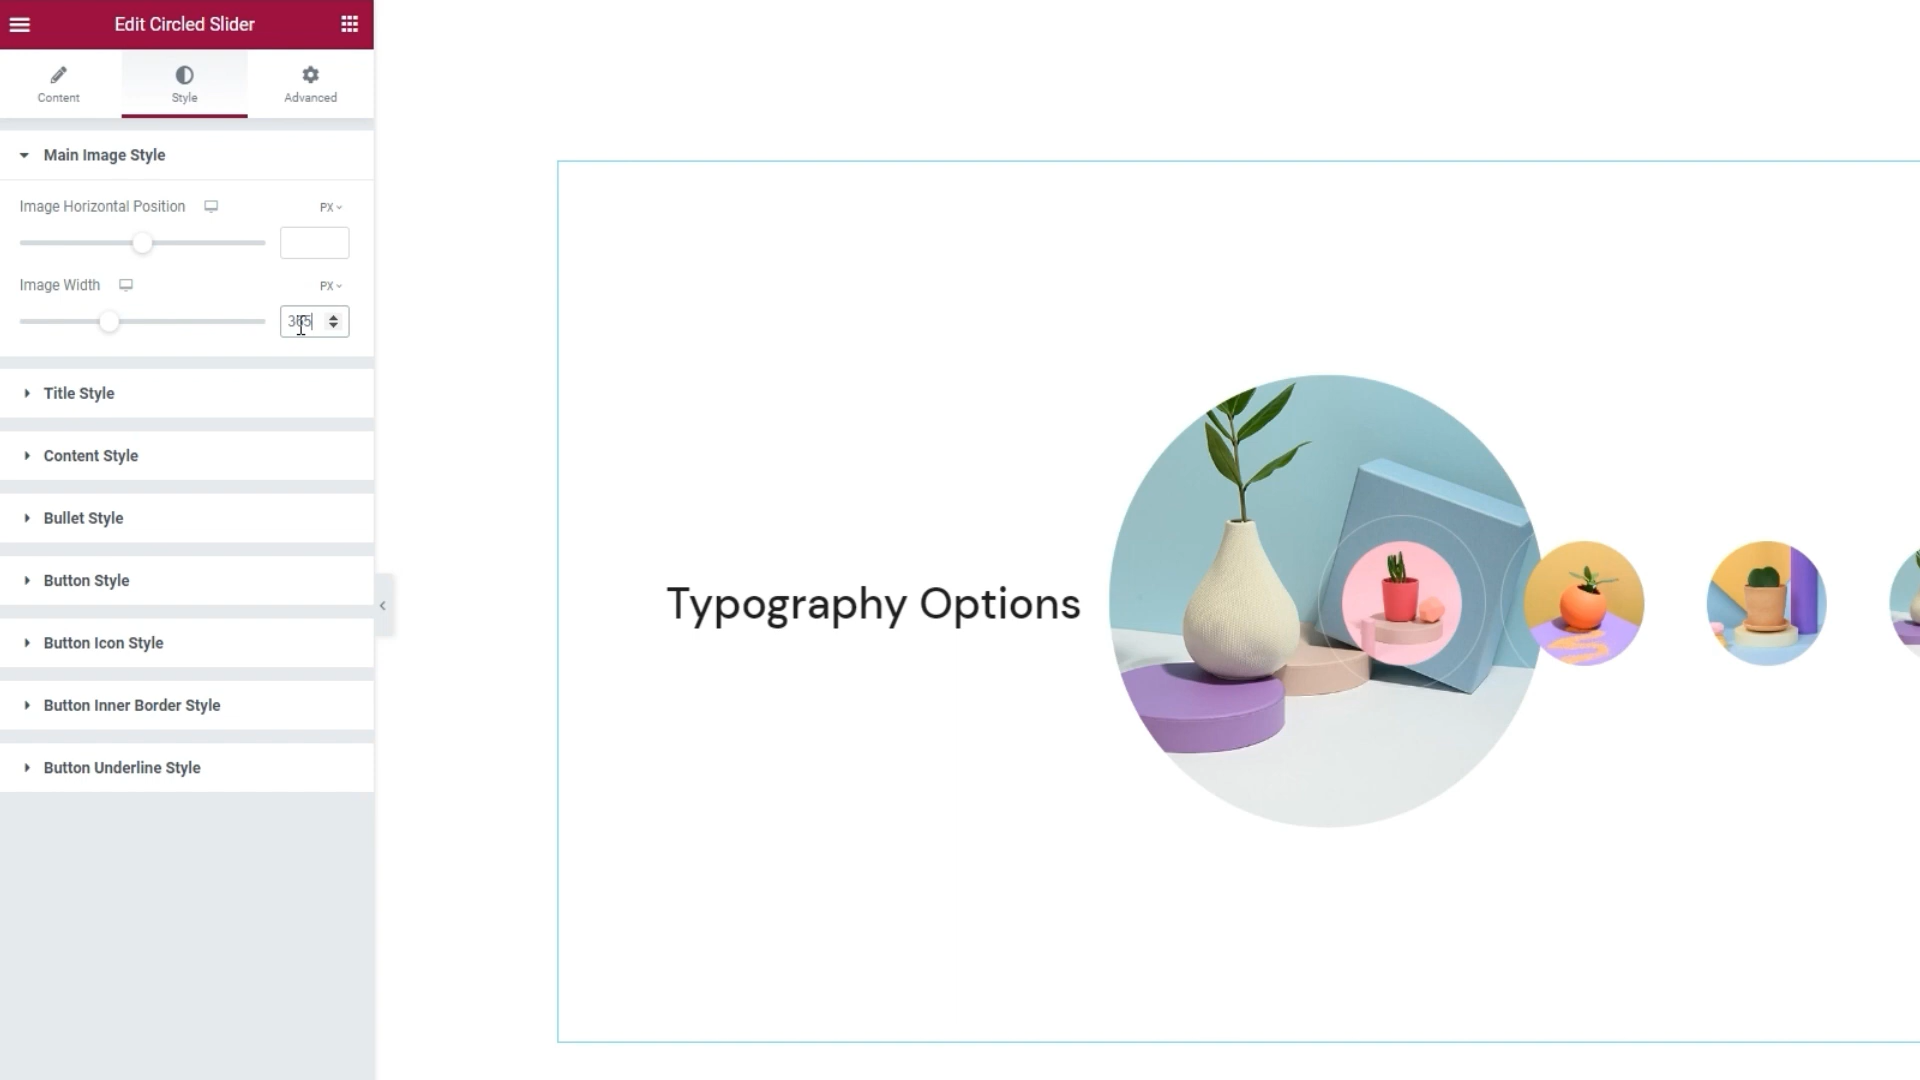 Edit Circled Slider
Content
Style
Advanced
Main Image Style
Image Horizontal Position
PX
Image Width
PX
365
Title Style
Content Style
Bullet Style
Button Style
Button Icon Style
Button Inner Border Style
Button Underline Style
Typography Options